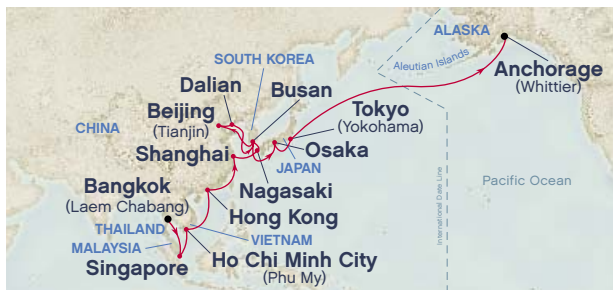 ALASKA
Aleutian Islands
Anchorage
(Whittier)
SOUTH KOREA
Dalian
Busan
Beijing
(Tianjin)
Tokyo
(Yokohama)
CHINA
Shanghai
Osaka
JAPAN
Bangkok
(Laem Chabang)
Nagasaki
Pacific Ocean
International Date Line
Hong Kong
THAILAND
VIETNAM
MALAYSIA
Singapore
Ho Chi Minh City
(Phu My)